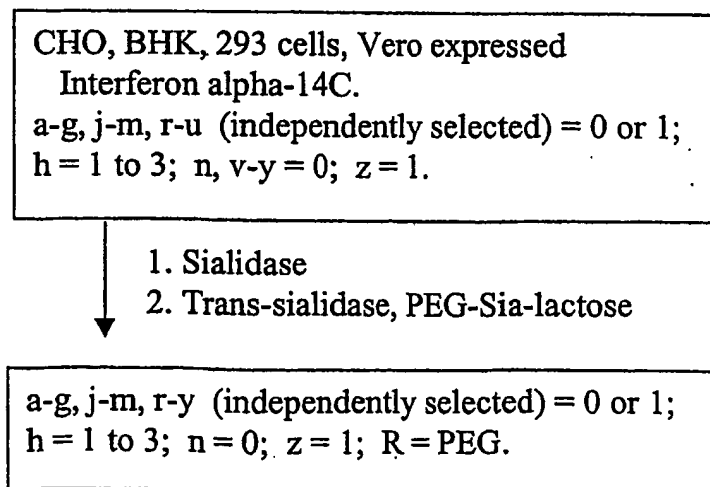 CHO, BHK, 293 cells, Vero expressed
Interferon alpha-14C.
a-g, j-m, r-u (independently selected) = 0 or 1;
h = 1 to 3; n, v-y = 0; z = 1.
1. Sialidase
2. Trans-sialidase, PEG-Sia-lactose
a-g, j-m, r-y (independently selected) = 0 or 1;
h = 1 to 3; n = 0; z = 1; R = PEG.